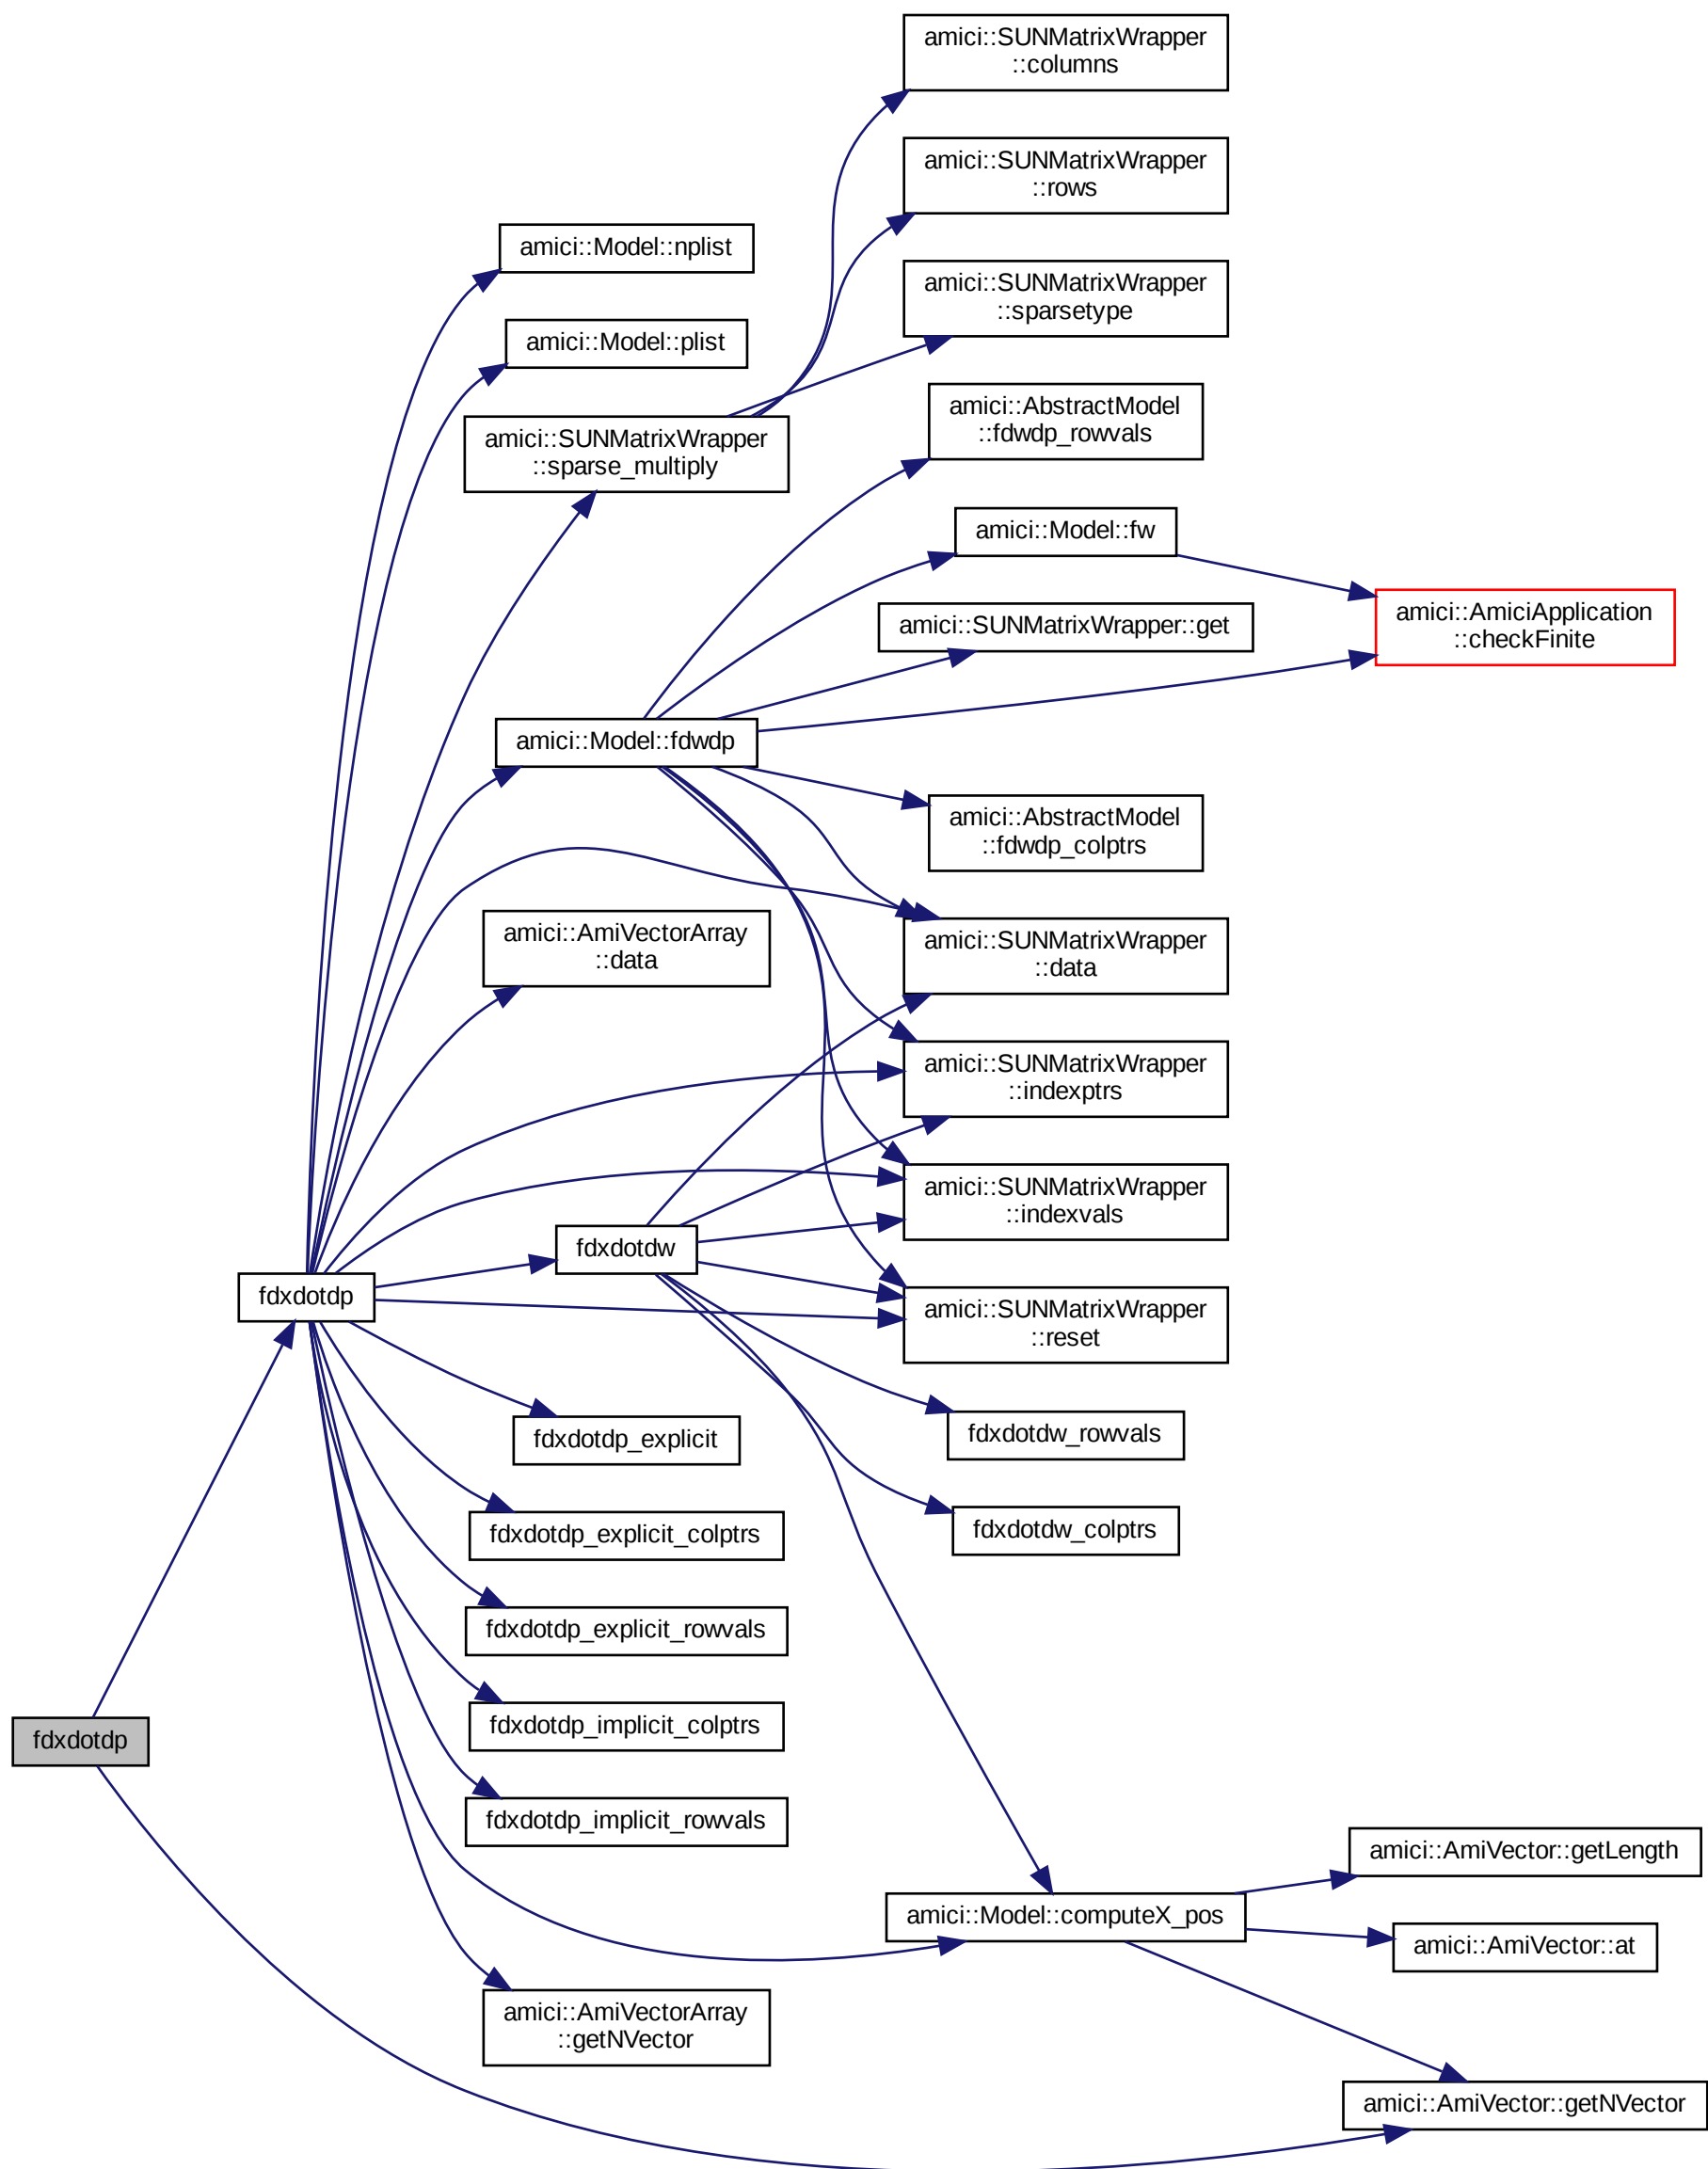 amici::SUNMatrixWrapper
::columns
amici::SUNMatrixWrapper
::rows
amici::Model::nplist
amici::SUNMatrixWrapper
::sparsetype
amici::Model::plist
amici::AbstractModel
::fdwdp_rowvals
amici::SUNMatrixWrapper
::sparse_multiply
amici::Model::fw
amici::SUNMatrixWrapper::get
amici::AmiciApplication
::checkFinite
amici::Model::fdwdp
amici::AbstractModel
::fdwdp_colptrs
amici::AmiVectorArray
::data
amici::SUNMatrixWrapper
::data
amici::SUNMatrixWrapper
::indexptrs
amici::SUNMatrixWrapper
::indexvals
fdxdotdw
fdxdotdp
amici::SUNMatrixWrapper
::reset
fdxdotdp_explicit
fdxdotdw_rowvals
fdxdotdp_explicit_colptrs
fdxdotdw_colptrs
fdxdotdp_explicit_rowvals
fdxdotdp_implicit_colptrs
fdxdotdp
fdxdotdp_implicit_rowvals
amici::AmiVector::getLength
amici::Model::computeX_pos
amici::AmiVector::at
amici::AmiVectorArray
::getNVector
amici::AmiVector::getNVector